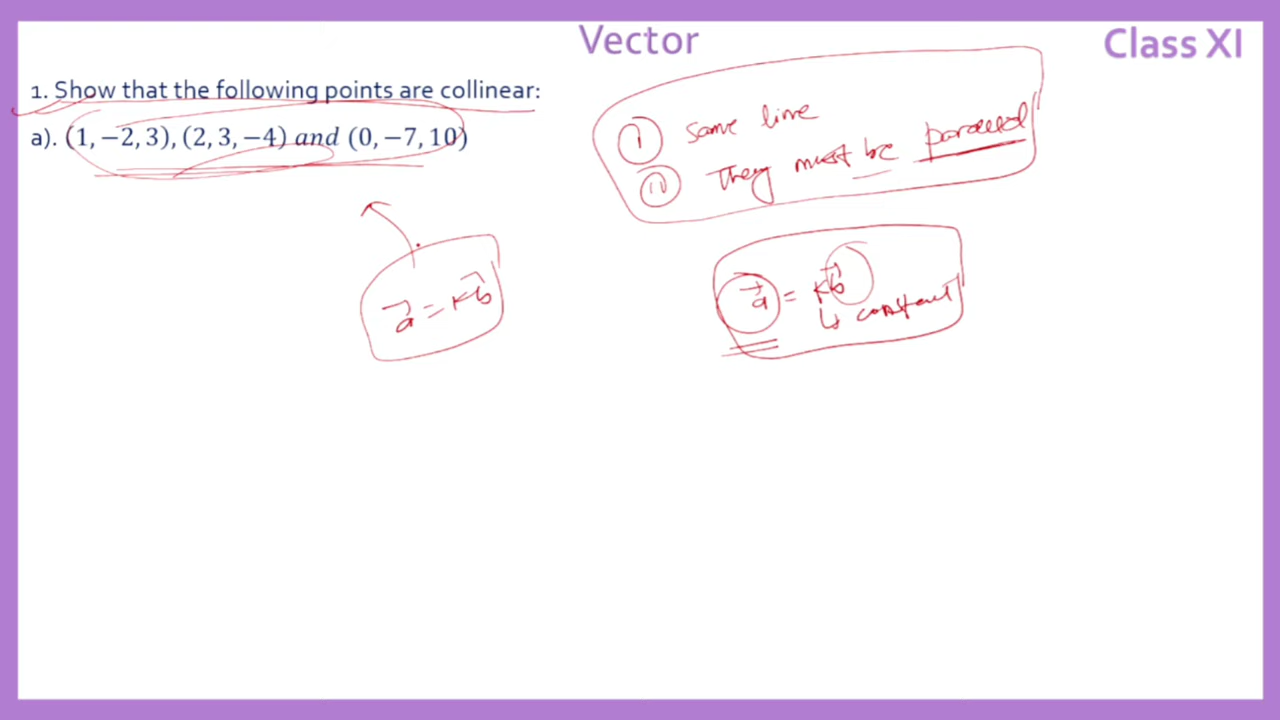 Vector
Class XI
1. Show that the following points are collinear:
a). (1, −2, 3), (2, 3, −4) and (0, −7, 10)
① same line
② They must be parallel
a⃗ = kb⃗
a⃗ = kb⃗
↳ constant